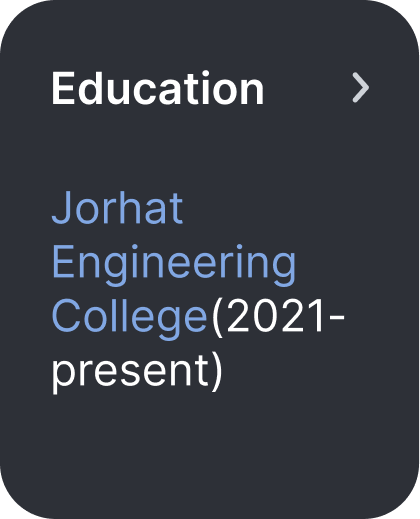 Education
Jorhat
Engineering
College(2021-
present)